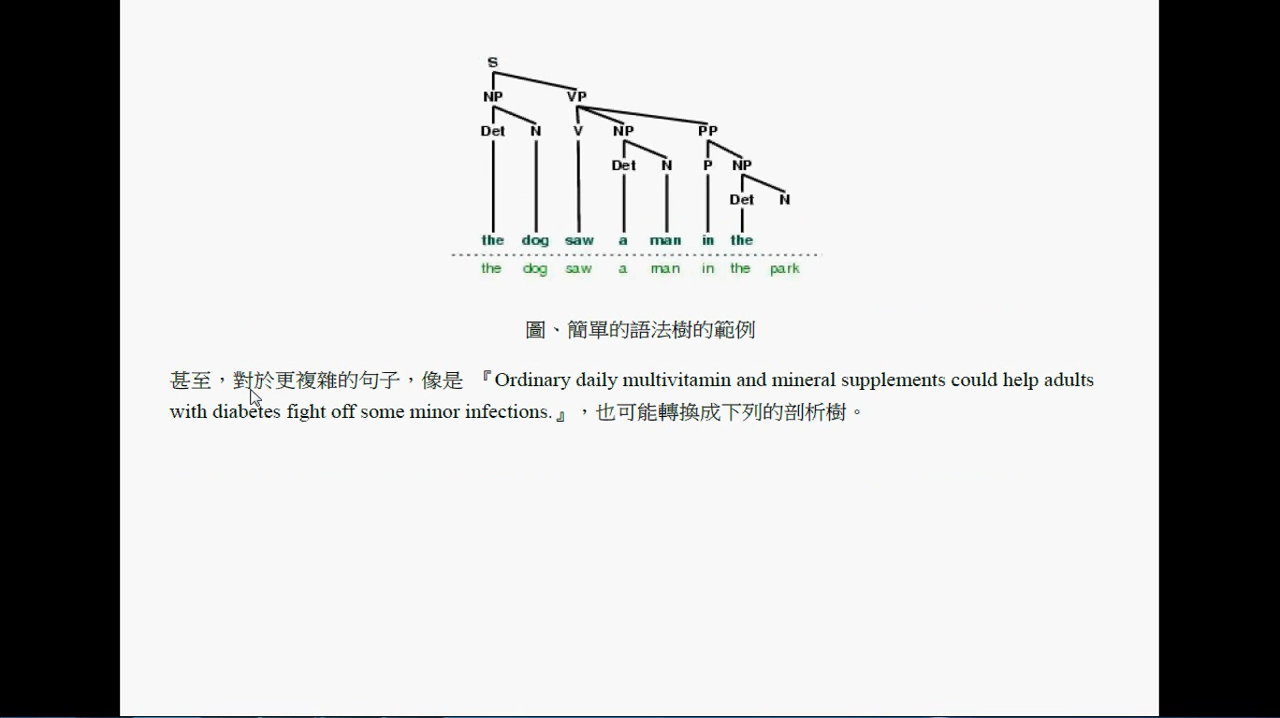 S
NP VP
Det N V NP PP
Det N P NP
Det N
the dog saw a man in the
the dog saw a man in the park
圖、簡單的語法樹的範例
甚至，對於更複雜的句子，像是 『Ordinary daily multivitamin and mineral supplements could help adults
with diabetes fight off some minor infections.』，也可能轉換成下列的剖析樹。